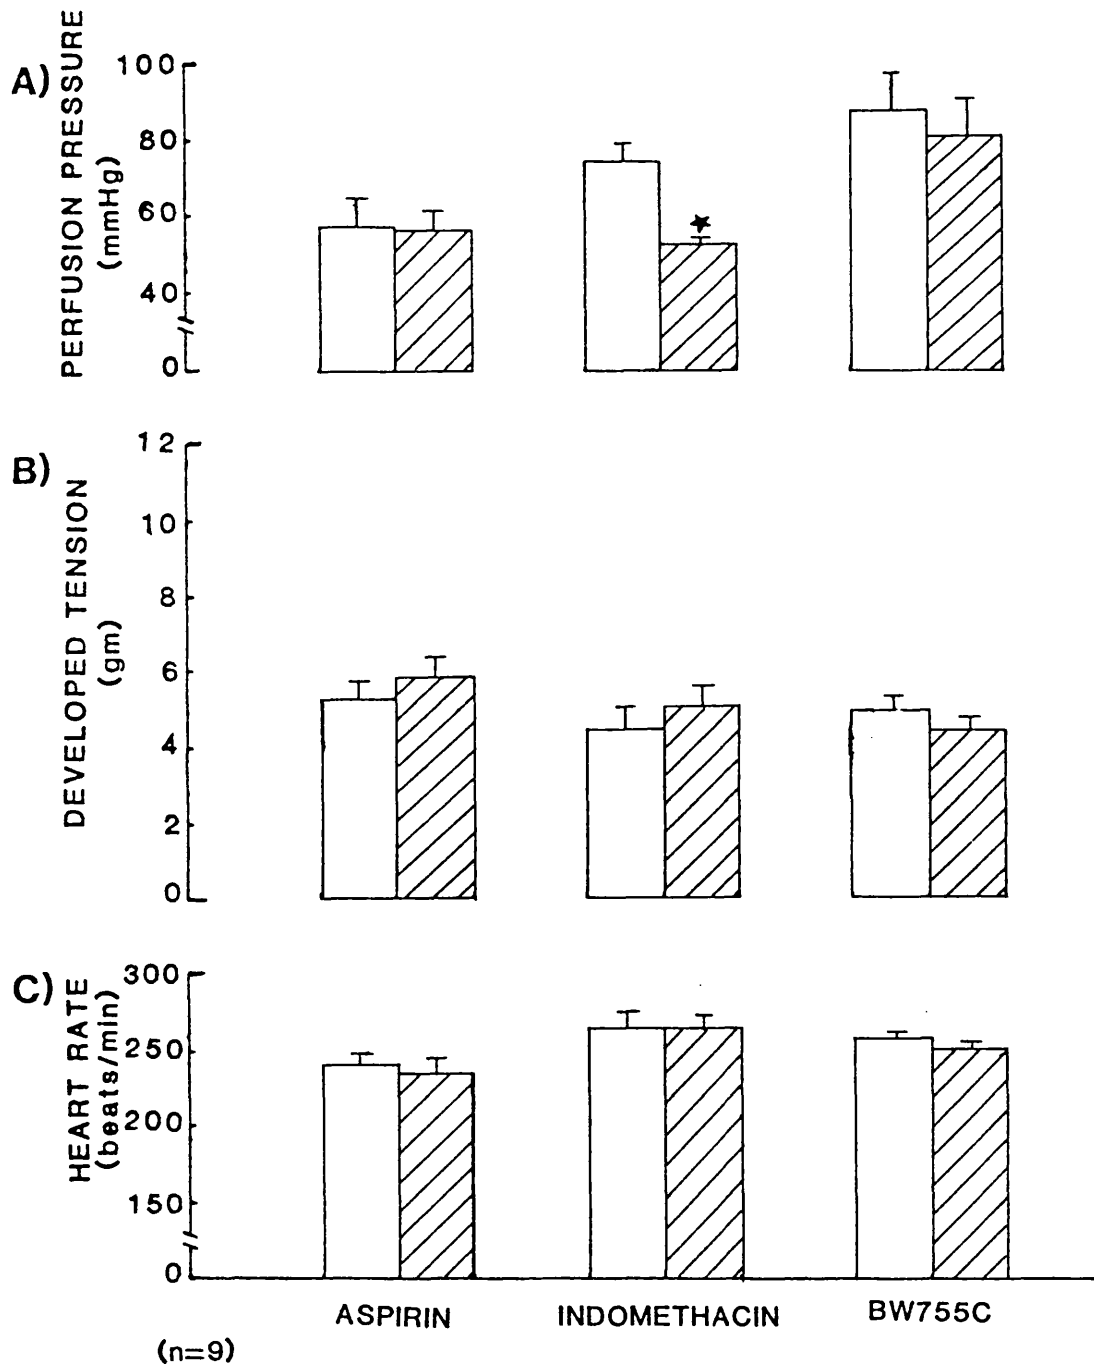 A)
PERFUSION PRESSURE
(mmHg)
100
80
60
40
0
★
B)
DEVELOPED TENSION
(gm)
12
10
8
6
4
2
0
C)
HEART RATE
(beats/min)
300
250
200
150
0
ASPIRIN
INDOMETHACIN
BW755C
(n=9)